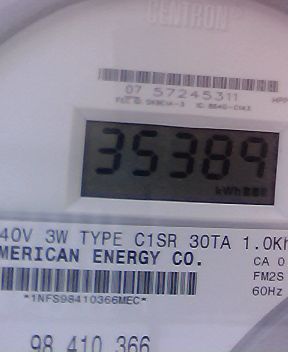 CENTRON
07 57245311
35389
kWh
40V 3W TYPE C1SR 30TA 1.0Kh
MERICAN ENERGY CO.
CA 0
FM2S
60Hz
*1NFS98410366MEC*
98 410 366